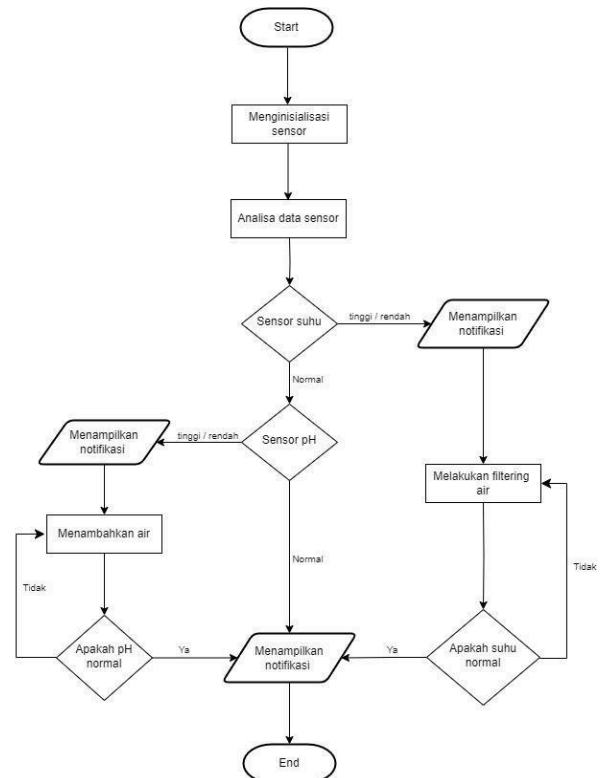 Start
Menginisialisasi
sensor
Analisa data sensor
Sensor suhu
tinggi / rendah
Menampilkan
notifikasi
Normal
Sensor pH
tinggi / rendah
Menampilkan
notifikasi
Melakukan filtering
air
Menambahkan air
Normal
Tidak
Tidak
Apakah pH
normal
Ya
Menampilkan
notifikasi
Ya
Apakah suhu
normal
End